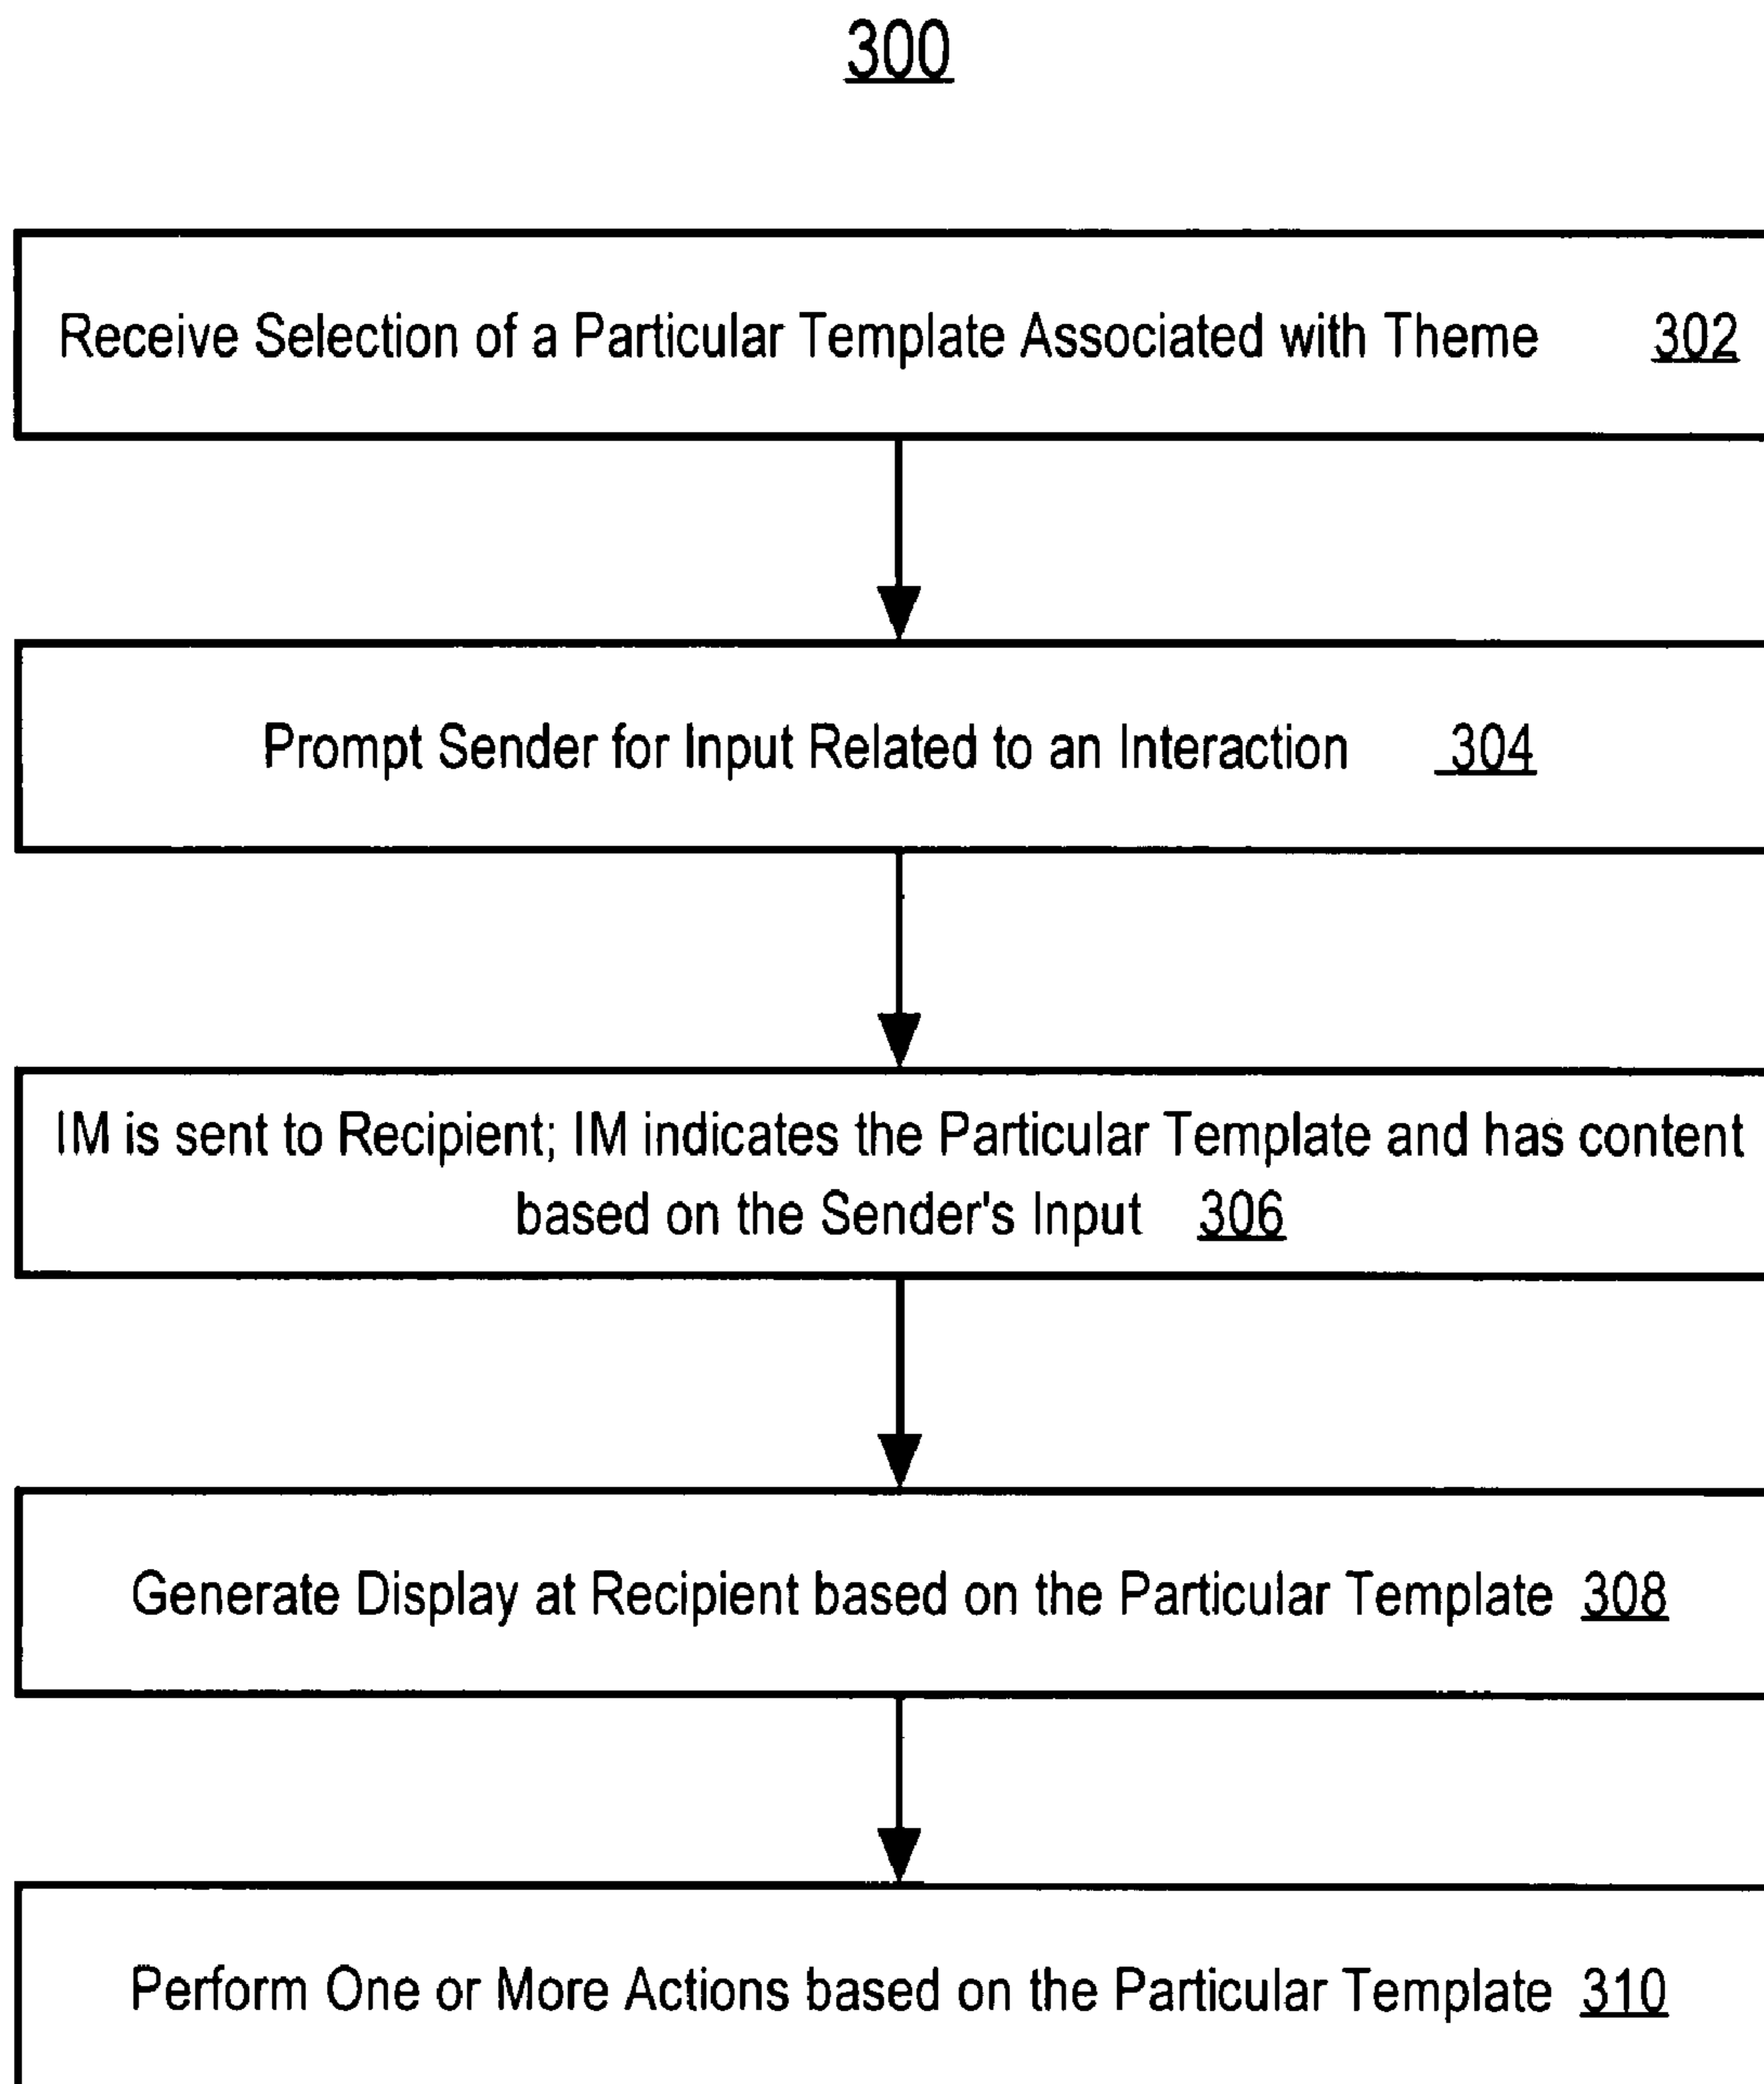 300
Receive Selection of a Particular Template Associated with Theme 302
Prompt Sender for Input Related to an Interaction 304
IM is sent to Recipient; IM indicates the Particular Template and has content
based on the Sender's Input 306
Generate Display at Recipient based on the Particular Template 308
Perform One or More Actions based on the Particular Template 310